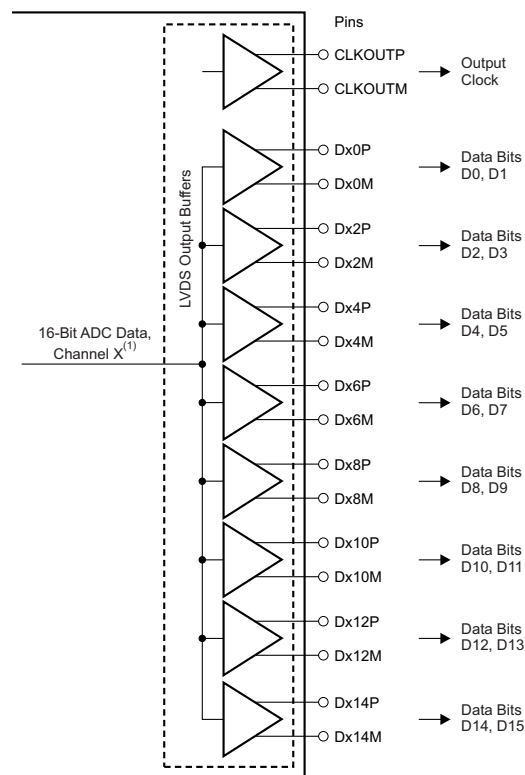 Pins
CLKOUTP
CLKOUTM
Output
Clock
Dx0P
Dx0M
Data Bits
D0, D1
LVDS Output Buffers
Dx2P
Dx2M
Data Bits
D2, D3
16-Bit ADC Data,
Channel X(1)
Dx4P
Dx4M
Data Bits
D4, D5
Dx6P
Dx6M
Data Bits
D6, D7
Dx8P
Dx8M
Data Bits
D8, D9
Dx10P
Dx10M
Data Bits
D10, D11
Dx12P
Dx12M
Data Bits
D12, D13
Dx14P
Dx14M
Data Bits
D14, D15